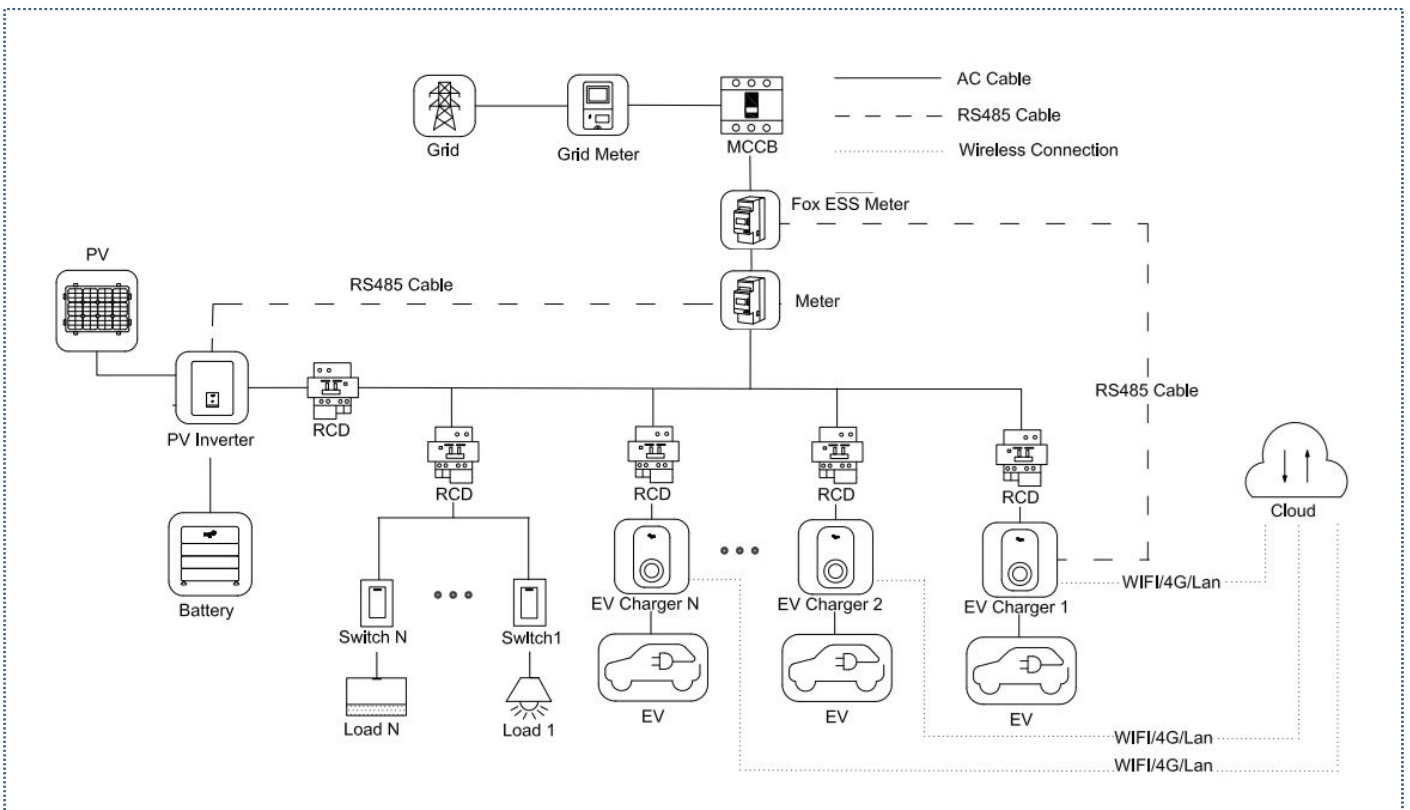 AC Cable
RS485 Cable
Wireless Connection
Grid
Grid Meter
MCCB
Fox ESS Meter
PV
RS485 Cable
Meter
RS485 Cable
PV Inverter
RCD
RCD
RCD
RCD
RCD
Cloud
Battery
Switch N
Switch1
EV Charger N
EV Charger 2
EV Charger 1
WIFI/4G/Lan
Load N
Load 1
EV
EV
EV
WIFI/4G/Lan
WIFI/4G/Lan